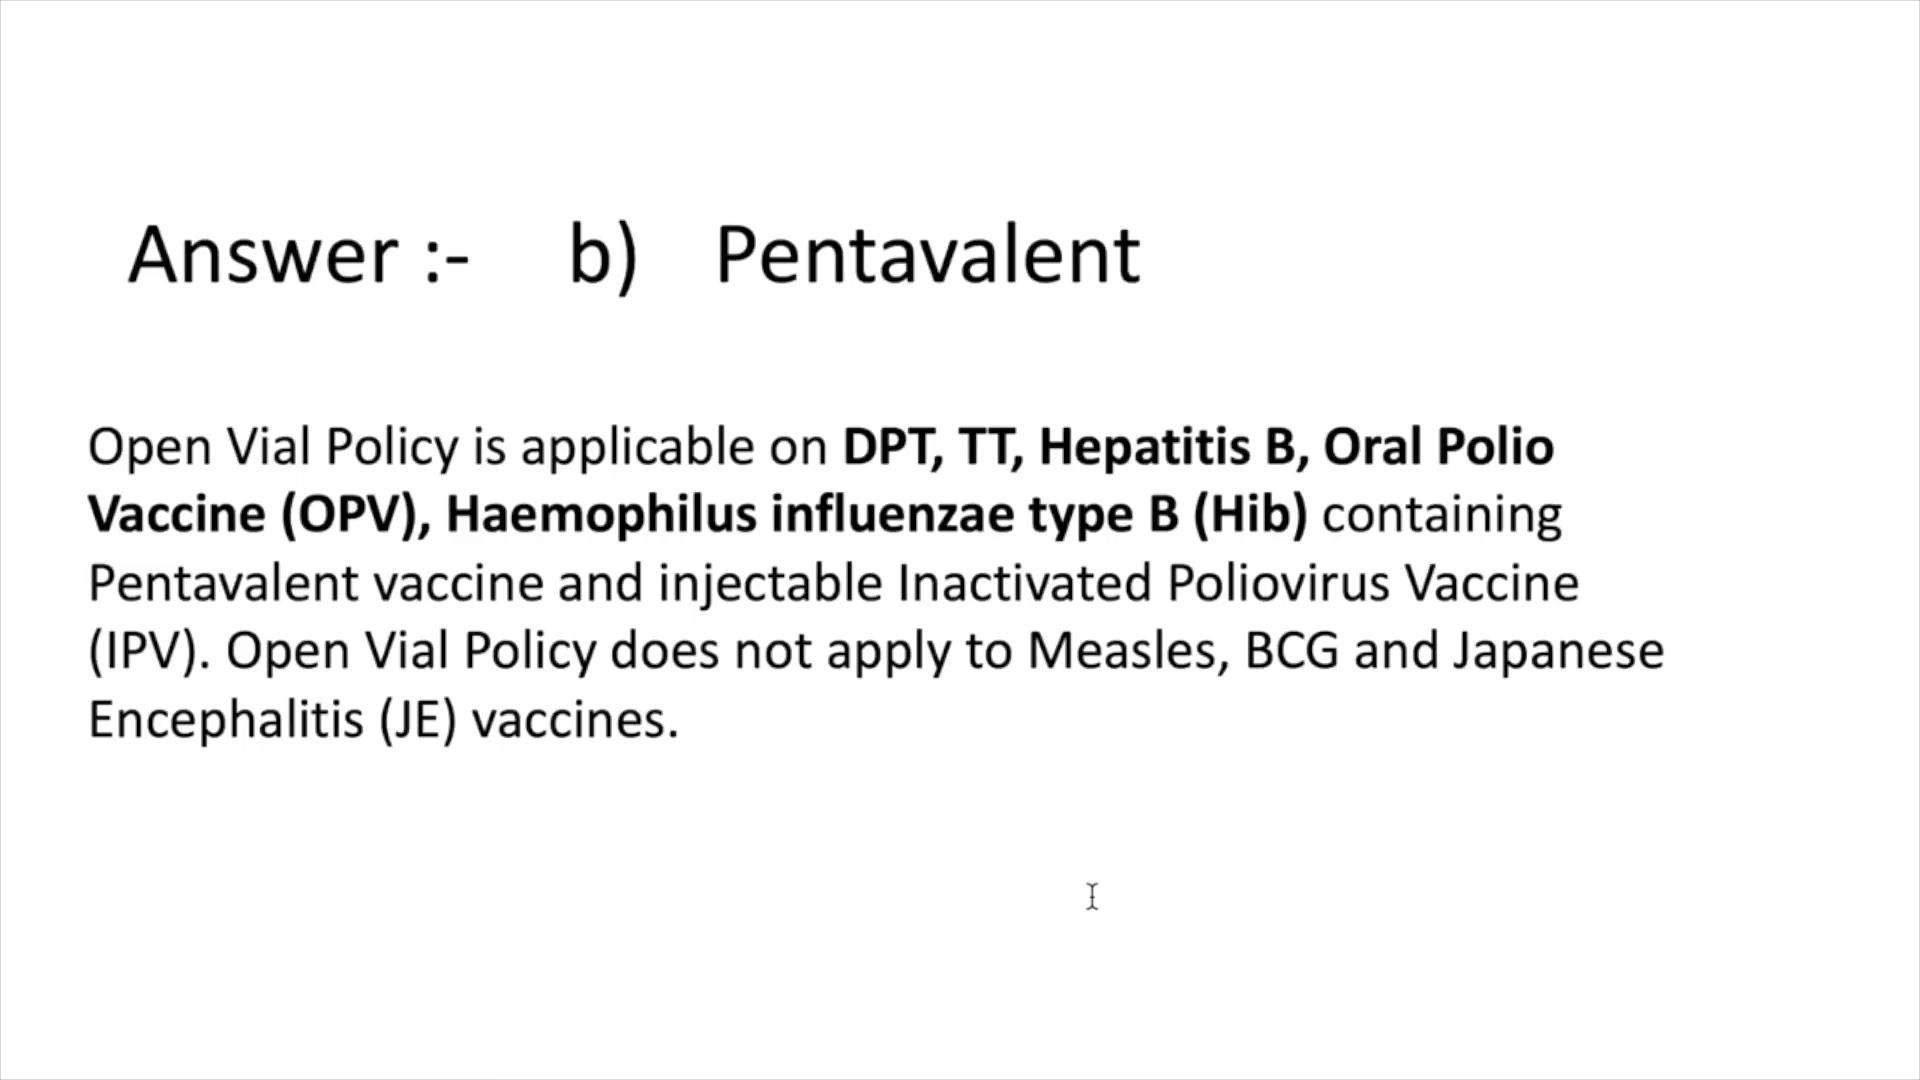 Answer :- b) Pentavalent
Open Vial Policy is applicable on DPT, TT, Hepatitis B, Oral Polio
Vaccine (OPV), Haemophilus influenzae type B (Hib) containing
Pentavalent vaccine and injectable Inactivated Poliovirus Vaccine
(IPV). Open Vial Policy does not apply to Measles, BCG and Japanese
Encephalitis (JE) vaccines.